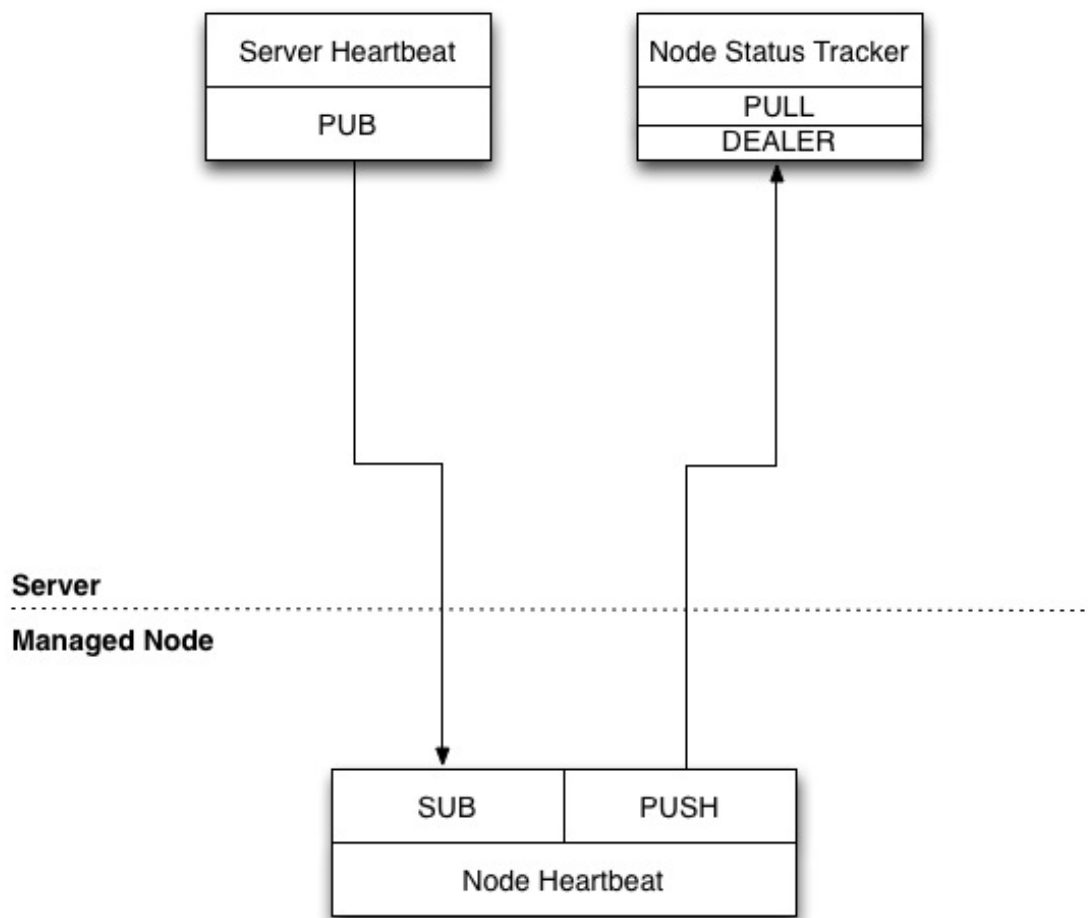 Server Heartbeat
PUB
Node Status Tracker
PULL
DEALER
Server
Managed Node
SUB
PUSH
Node Heartbeat